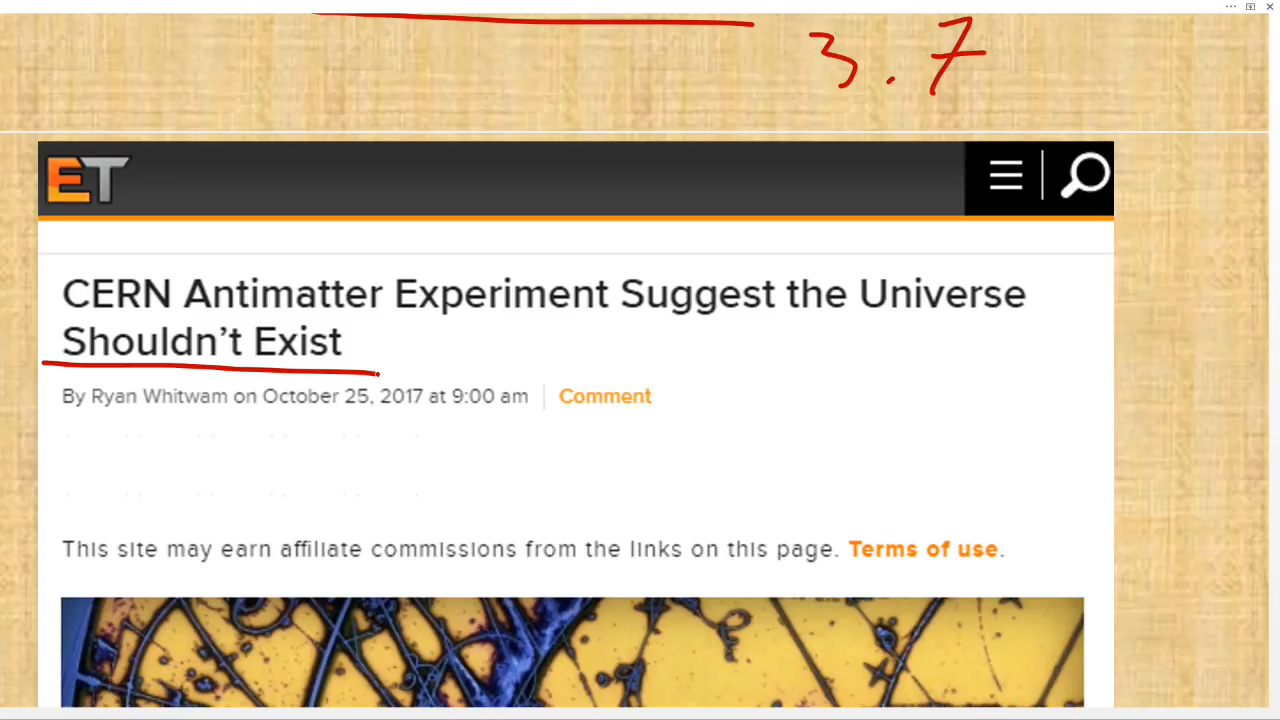 3.7
ET
CERN Antimatter Experiment Suggest the Universe
Shouldn't Exist
By Ryan Whitwam on October 25, 2017 at 9:00 am Comment
This site may earn affiliate commissions from the links on this page. Terms of use.